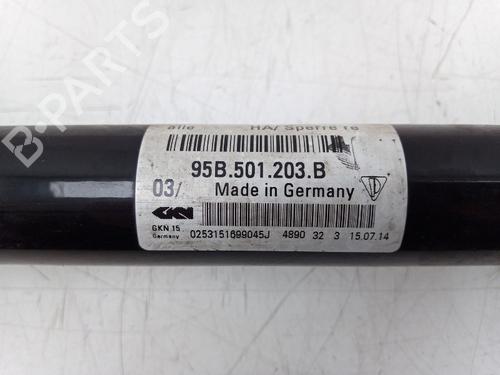 alle HA/ Sperre re
95B.501.203.B
03/ Made in Germany
GKN
GKN 15
Germany
0253151699045J 4890 32 3 15.07.14
B-Parts